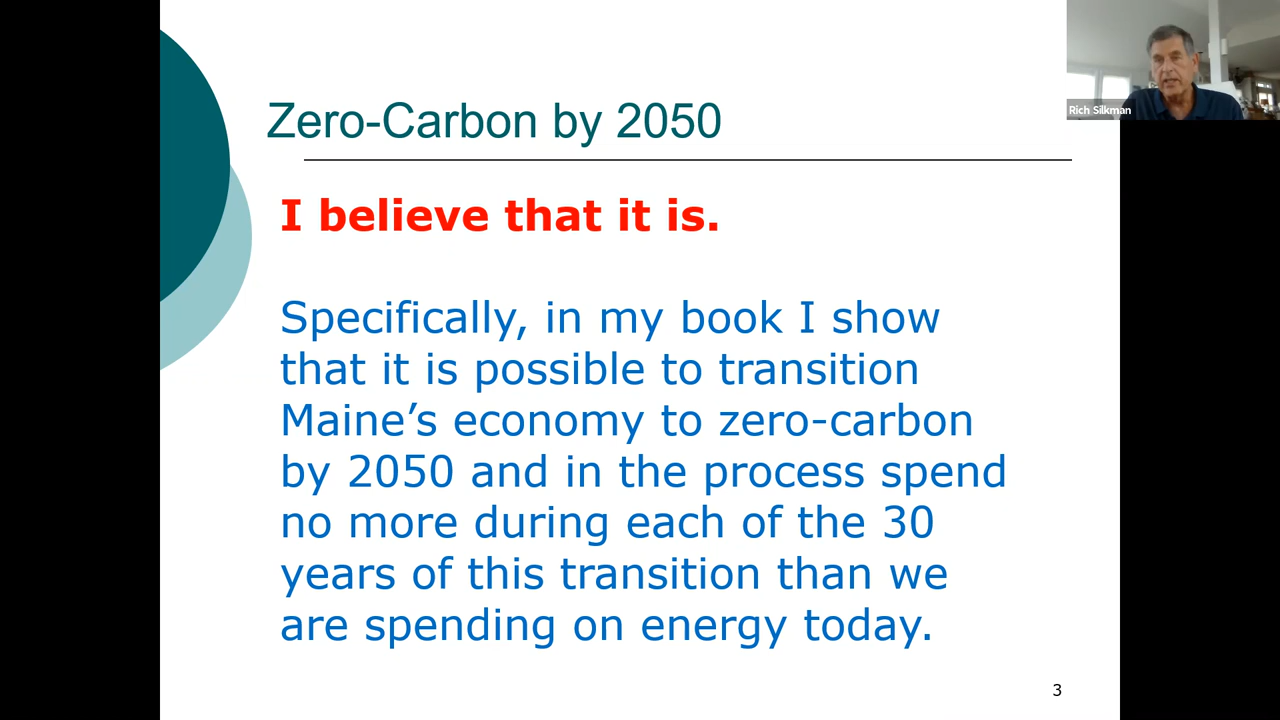 Rich Silkman
Zero-Carbon by 2050
I believe that it is.
Specifically, in my book I show
that it is possible to transition
Maine’s economy to zero-carbon
by 2050 and in the process spend
no more during each of the 30
years of this transition than we
are spending on energy today.
3